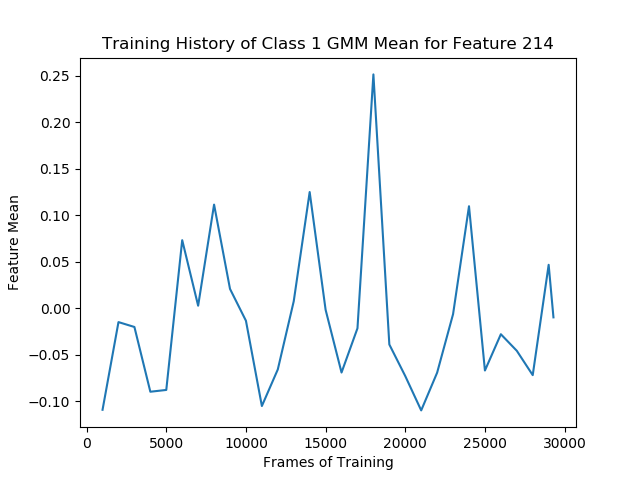 Training History of Class 1 GMM Mean for Feature 214
0.25
0.20
0.15
0.10
0.05
0.00
−0.05
−0.10
Feature Mean
0 5000 10000 15000 20000 25000 30000
Frames of Training